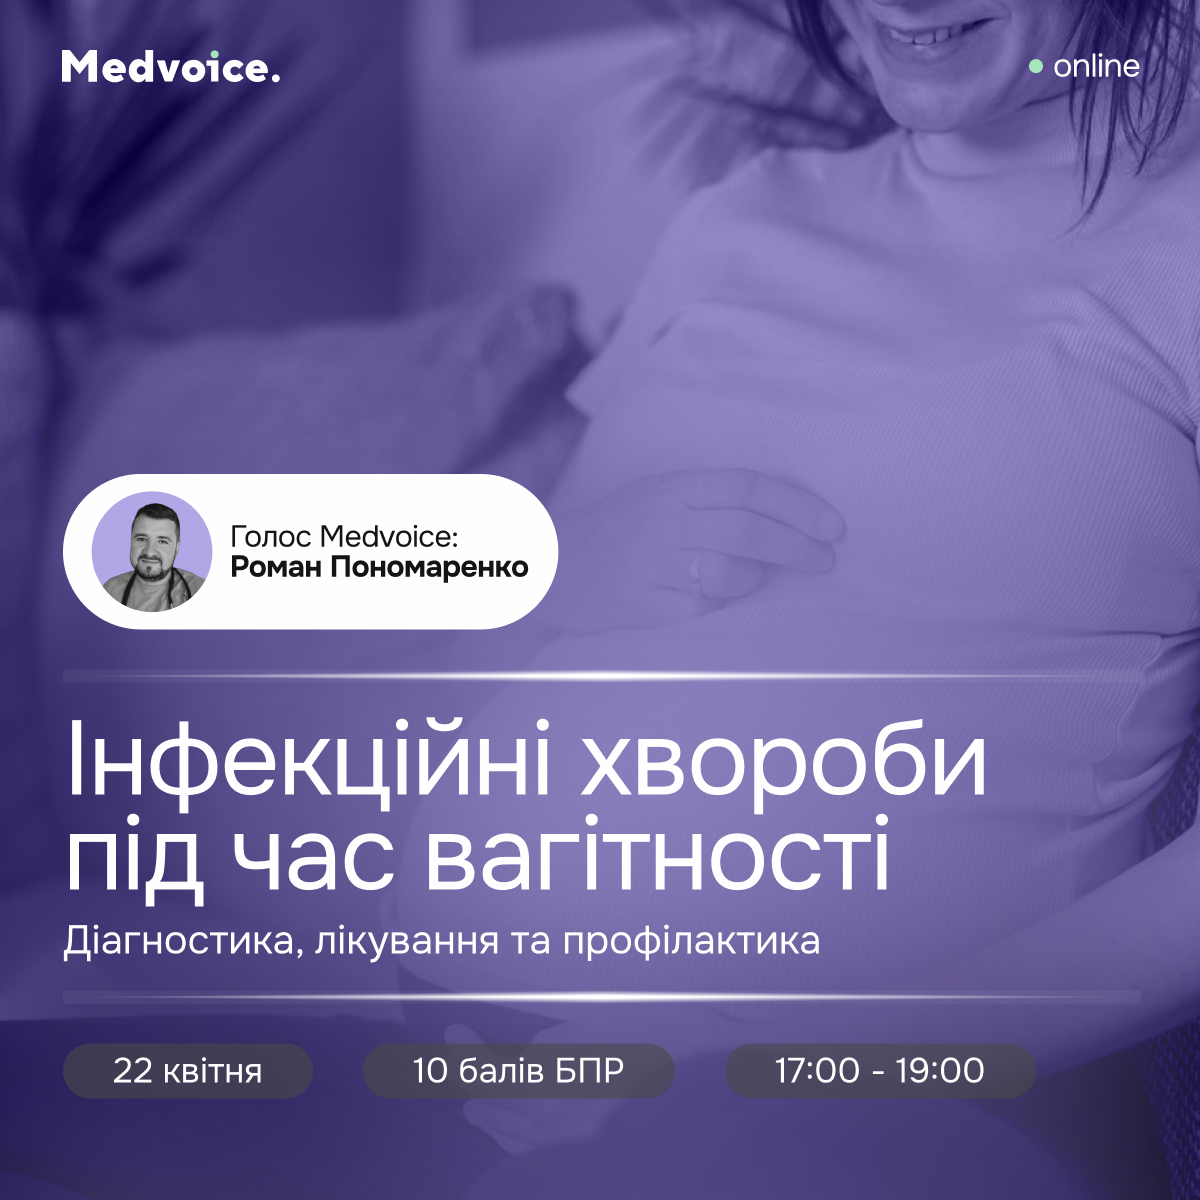 Medvoice.
online
Голос Medvoice:
Роман Пономаренко
Інфекційні хвороби
під час вагітності
Діагностика, лікування та профілактика
22 квітня
10 балів БПР
17:00 - 19:00